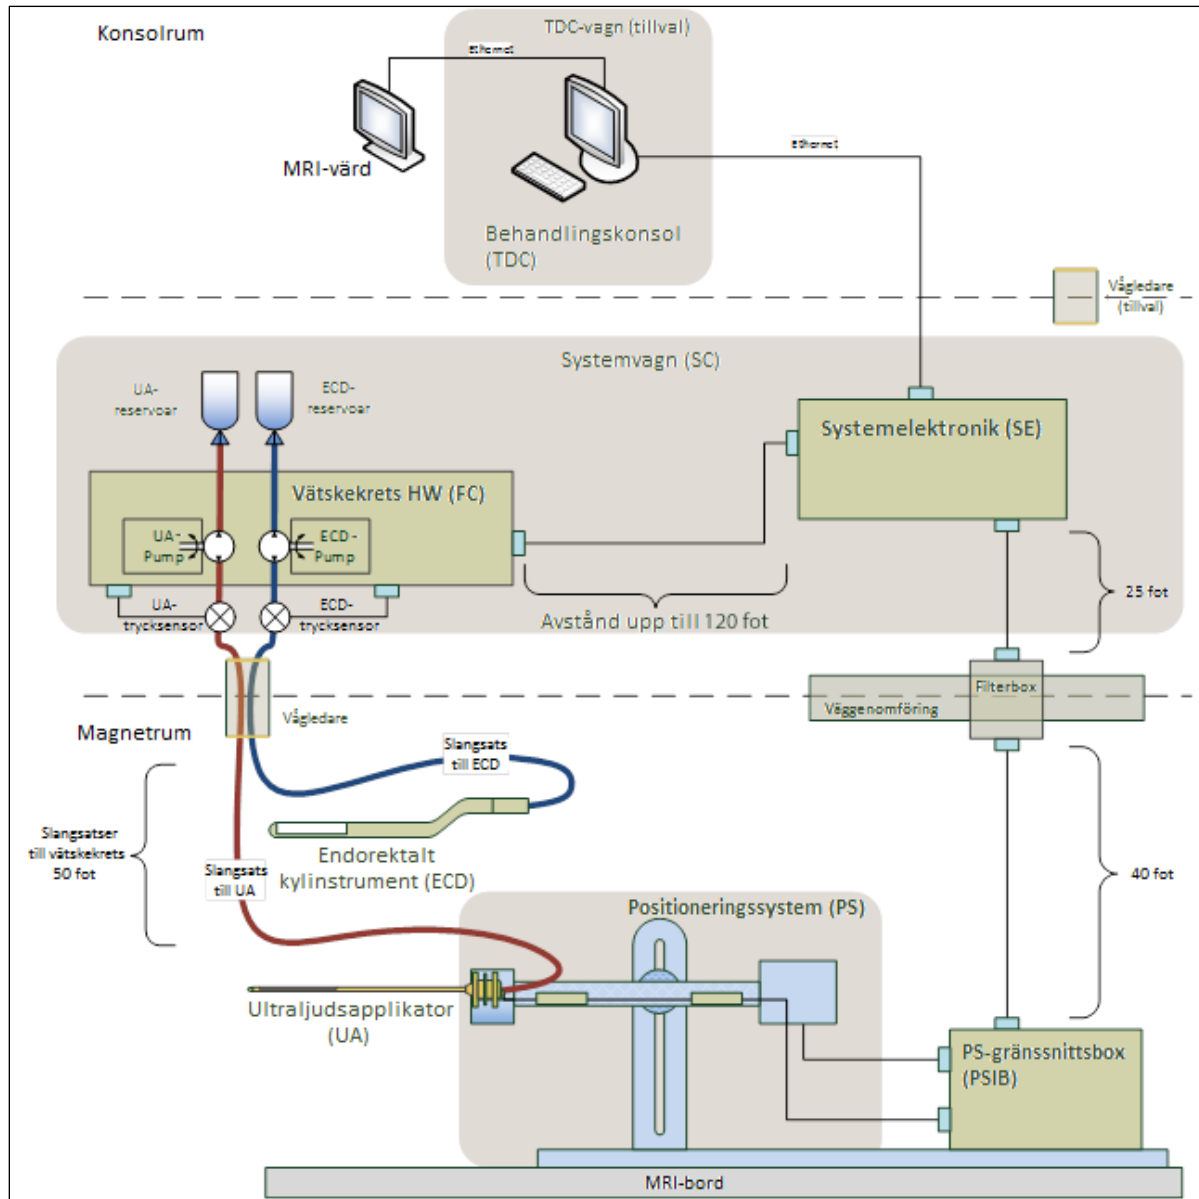 Konsolrum
TDC-vagn (tillval)
Ethernet
MRI-värd
Ethernet
Behandlingskonsol
(TDC)
Vågledare
(tillval)
Systemvagn (SC)
UA-
reservoar
ECD-
reservoar
Systemelektronik (SE)
Vätskekrets HW (FC)
UA-
Pump
ECD-
Pump
UA-
trycksensor
ECD-
trycksensor
Avstånd upp till 120 fot
25 fot
Filterbox
Väggenomföring
Vågledare
Magnetrum
Slangsats
till ECD
Slangsatser
till vätskekrets
50 fot
Slangsats
till UA
Endorektalt
kylinstrument (ECD)
40 fot
Positioneringssystem (PS)
Ultraljudsapplikator
(UA)
PS-gränssnittsbox
(PSIB)
MRI-bord